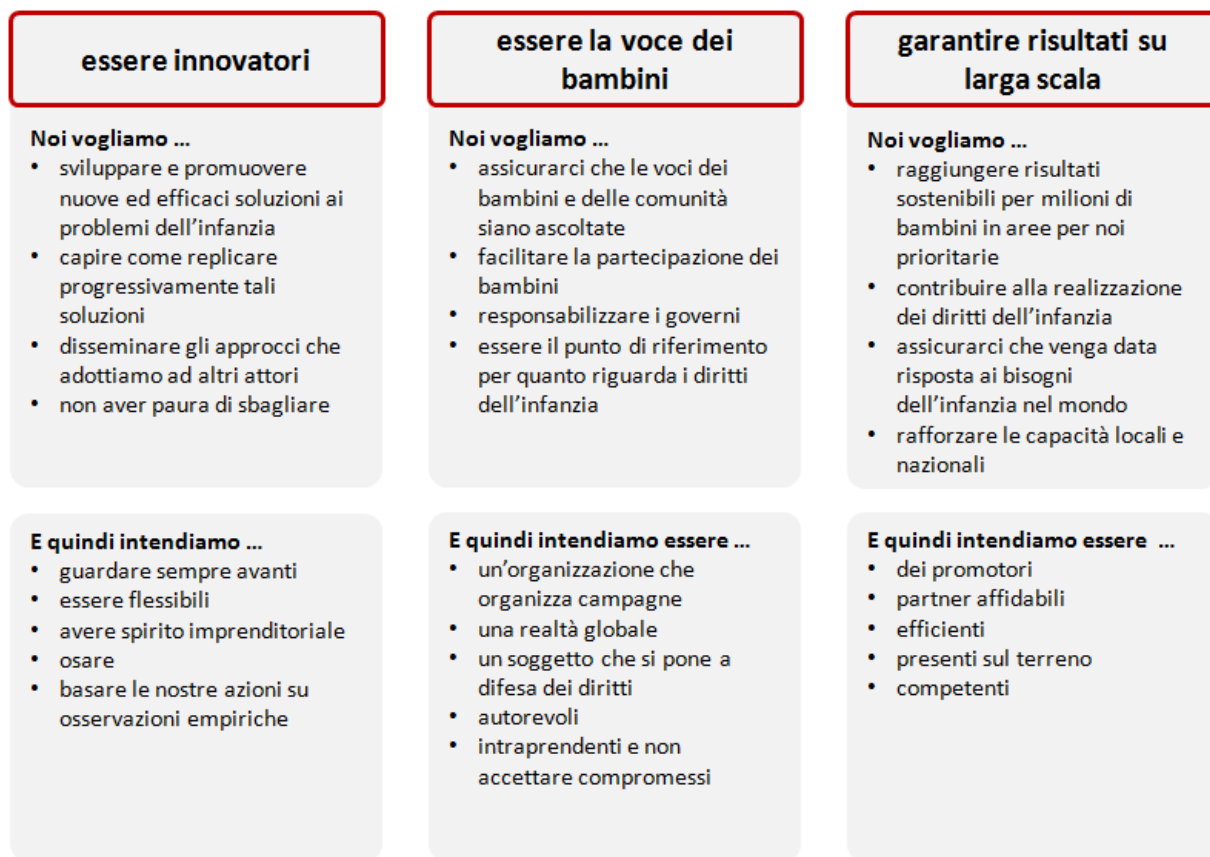 essere innovatori
Noi vogliamo ...
• sviluppare e promuovere
nuove ed efficaci soluzioni ai
problemi dell'infanzia
• capire come replicare
progressivamente tali
soluzioni
• disseminare gli approcci che
adottiamo ad altri attori
• non aver paura di sbagliare
E quindi intendiamo ...
• guardare sempre avanti
• essere flessibili
• avere spirito imprenditoriale
• osare
• basare le nostre azioni su
osservazioni empiriche
essere la voce dei
bambini
Noi vogliamo ...
• assicurarci che le voci dei
bambini e delle comunità
siano ascoltate
• facilitare la partecipazione dei
bambini
• responsabilizzare i governi
• essere il punto di riferimento
per quanto riguarda i diritti
dell'infanzia
E quindi intendiamo essere ...
• un'organizzazione che
organizza campagne
• una realtà globale
• un soggetto che si pone a
difesa dei diritti
• autorevoli
• intraprendenti e non
accettare compromessi
garantire risultati su
larga scala
Noi vogliamo ...
• raggiungere risultati
sostenibili per milioni di
bambini in aree per noi
prioritarie
• contribuire alla realizzazione
dei diritti dell'infanzia
• assicurarci che venga data
risposta ai bisogni
dell'infanzia nel mondo
• rafforzare le capacità locali e
nazionali
E quindi intendiamo essere ...
• dei promotori
• partner affidabili
• efficienti
• presenti sul terreno
• competenti